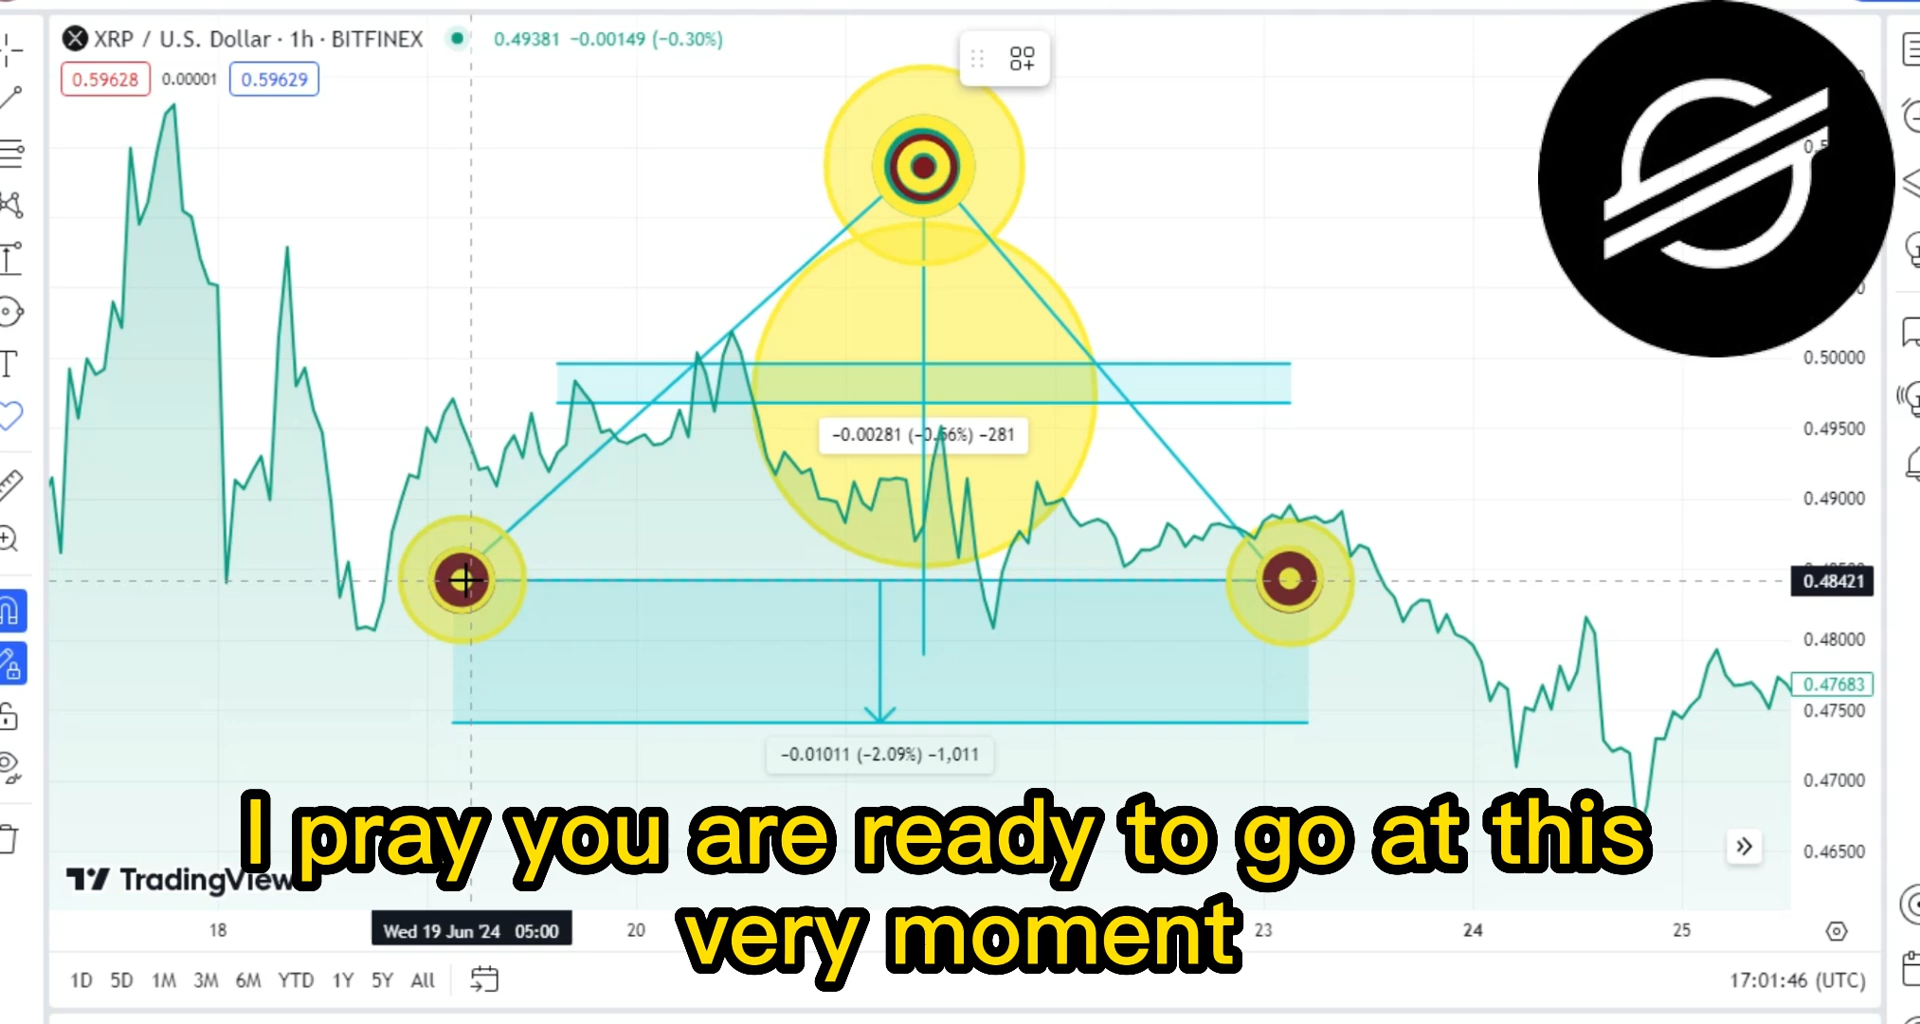 XRP / U.S. Dollar · 1h · BITFINEX
0.49381 −0.00149 (−0.30%)
0.59628 0.00001 0.59629
0.50000
0.49500
0.49000
0.48421
0.48000
0.47683
0.47500
0.47000
0.46500
−0.00281 (−0.56%) −281
−0.01011 (−2.09%) −1,011
I pray you are ready to go at this
very moment
TradingView
18 Wed 19 Jun '24 05:00 20 23 24 25
1D 5D 1M 3M 6M YTD 1Y 5Y All
17:01:46 (UTC)